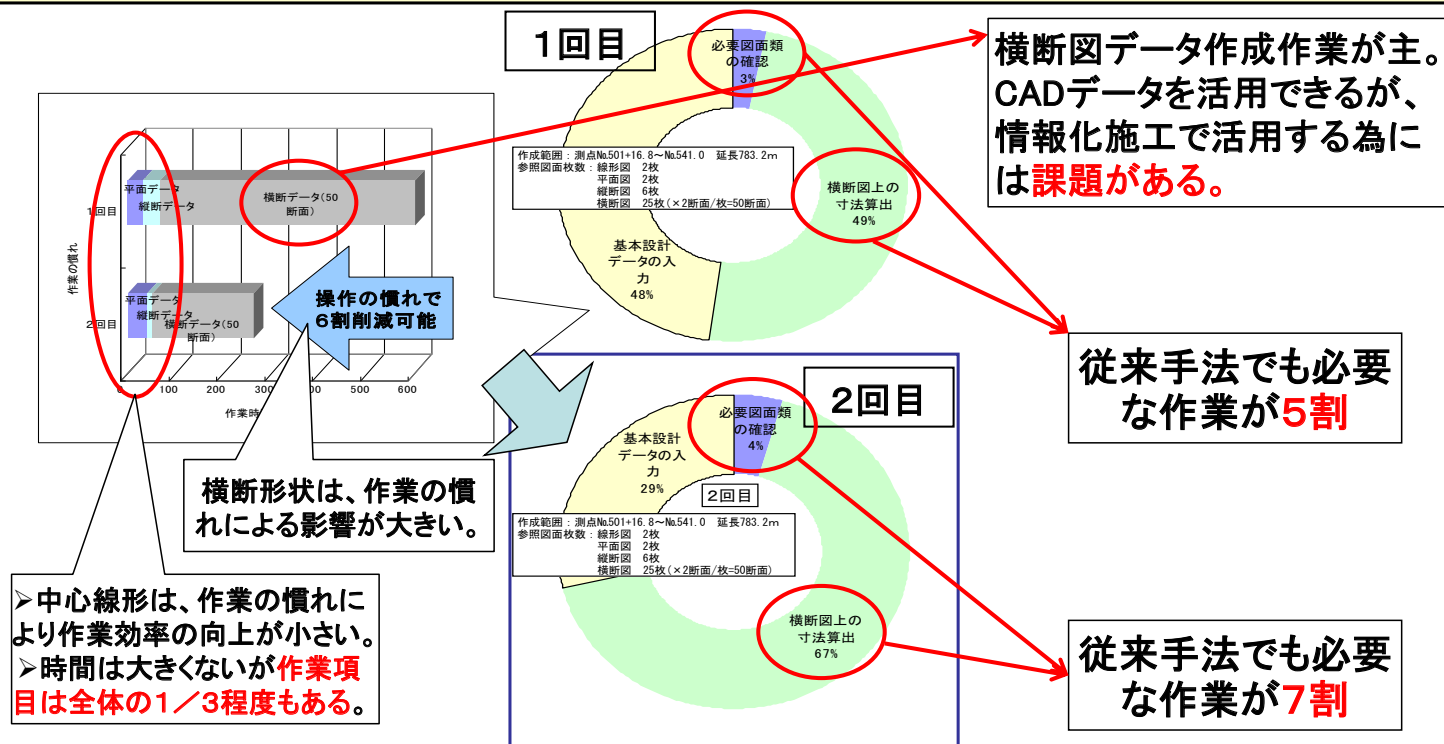 1回目
必要図面類
の確認
3%
作成範囲：測点№501+16.8～№541.0　延長783.2m
参照図面枚数：線形図　2枚
平面図　2枚
縦断図　6枚
横断図　25枚(×2断面/枚=50断面)
横断図上の
寸法算出
49%
基本設計
データの入
力
48%
横断図データ作成作業が主。
CADデータを活用できるが、
情報化施工で活用する為に
は課題がある。
平面データ
縦断データ
横断データ(50
断面)
1回目
作業の慣れ
平面データ
縦断データ
横断データ(50
断面)
2回目
操作の慣れで
6割削減可能
0
100
200
300
400
500
600
作業時
従来手法でも必要
な作業が5割
2回目
必要図面類
の確認
4%
基本設計
データの入
力
29%
2回目
作成範囲：測点№501+16.8～№541.0　延長783.2m
参照図面枚数：線形図　2枚
平面図　2枚
縦断図　6枚
横断図　25枚(×2断面/枚=50断面)
横断図上の
寸法算出
67%
横断形状は、作業の慣
れによる影響が大きい。
➢中心線形は、作業の慣れに
より作業効率の向上が小さい。
➢時間は大きくないが作業項
目は全体の1／3程度もある。
従来手法でも必要
な作業が7割